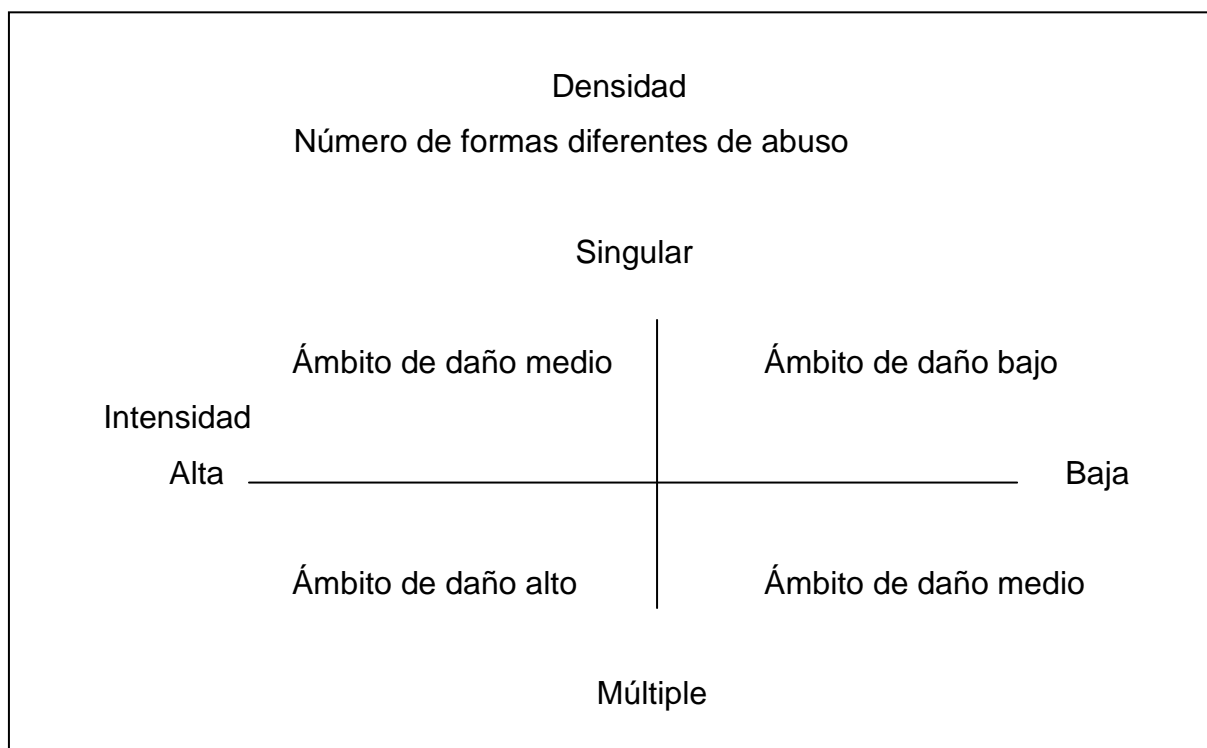 Densidad
Número de formas diferentes de abuso
Singular
Ámbito de daño medio Ámbito de daño bajo
Intensidad
Alta Baja
Ámbito de daño alto Ámbito de daño medio
Múltiple